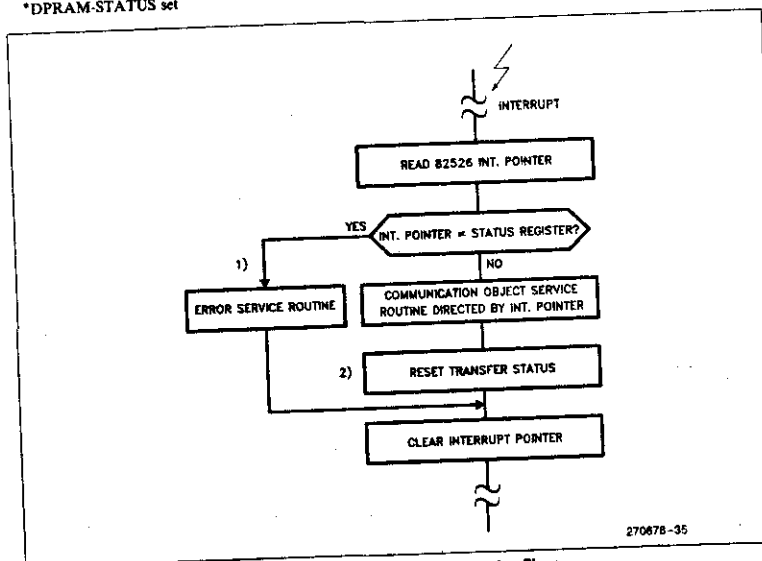 *DPRAM-STATUS set
INTERRUPT
READ 82526 INT. POINTER
YES
INT. POINTER = STATUS REGISTER?
1)
NO
ERROR SERVICE ROUTINE
COMMUNICATION OBJECT SERVICE
ROUTINE DIRECTED BY INT. POINTER
2)
RESET TRANSFER STATUS
CLEAR INTERRUPT POINTER
270678-35